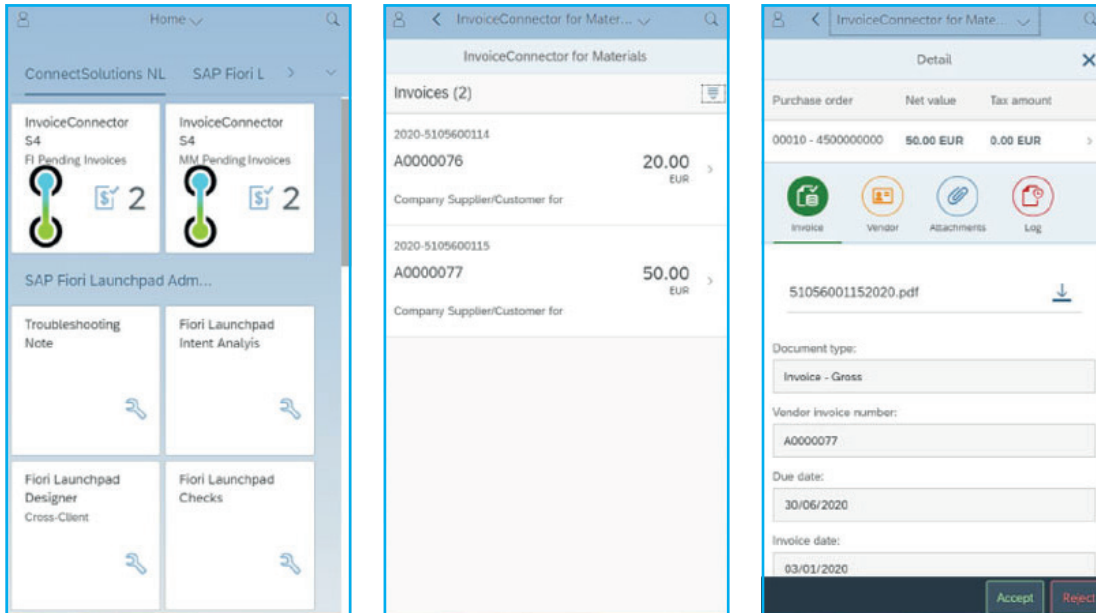 Home
ConnectSolutions NL SAP Fiori L
InvoiceConnector
S4
FI Pending Invoices
2
InvoiceConnector
S4
MM Pending Invoices
2
SAP Fiori Launchpad Adm...
Troubleshooting
Note
Fiori Launchpad
Intent Analyis
Fiori Launchpad
Designer
Cross-Client
Fiori Launchpad
Checks
InvoiceConnector for Mater...
InvoiceConnector for Materials
Invoices (2)
2020-5105600114
A0000076 20.00
EUR
Company Supplier/Customer for
2020-5105600115
A0000077 50.00
EUR
Company Supplier/Customer for
InvoiceConnector for Mate...
Detail
Purchase order Net value Tax amount
00010 - 4500000000 50.00 EUR 0.00 EUR
Invoice Vendor Attachments Log
51056001152020.pdf
Document type:
Invoice - Gross
Vendor invoice number:
A0000077
Due date:
30/06/2020
Invoice date:
03/01/2020
Accept Reject